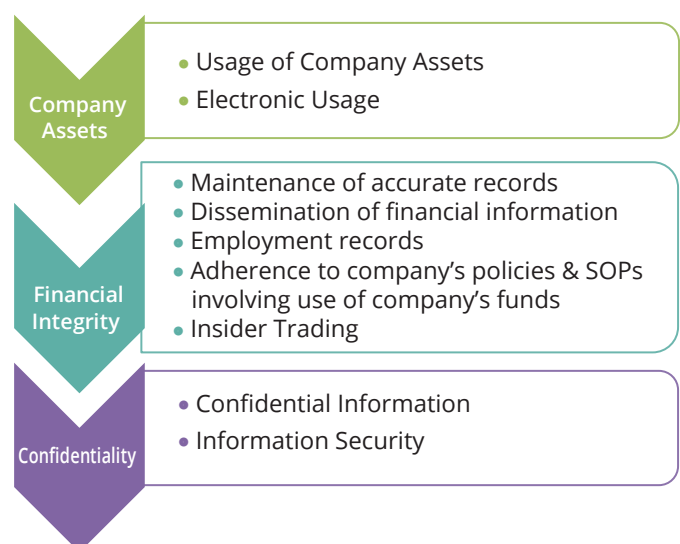 Company
Assets
• Usage of Company Assets
• Electronic Usage
Financial
Integrity
• Maintenance of accurate records
• Dissemination of financial information
• Employment records
• Adherence to company’s policies & SOPs
involving use of company’s funds
• Insider Trading
Confidentiality
• Confidential Information
• Information Security